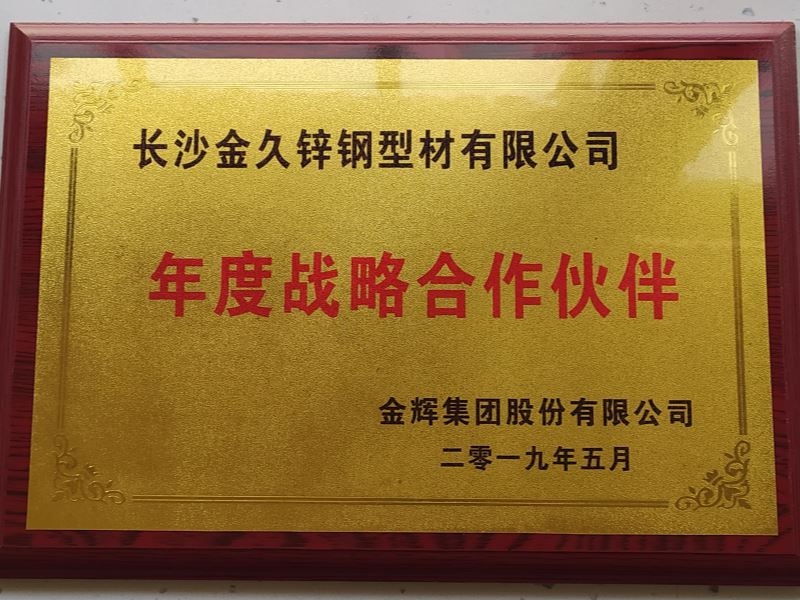 长沙金久锌钢型材有限公司
年度战略合作伙伴
金辉集团股份有限公司
二零一九年五月